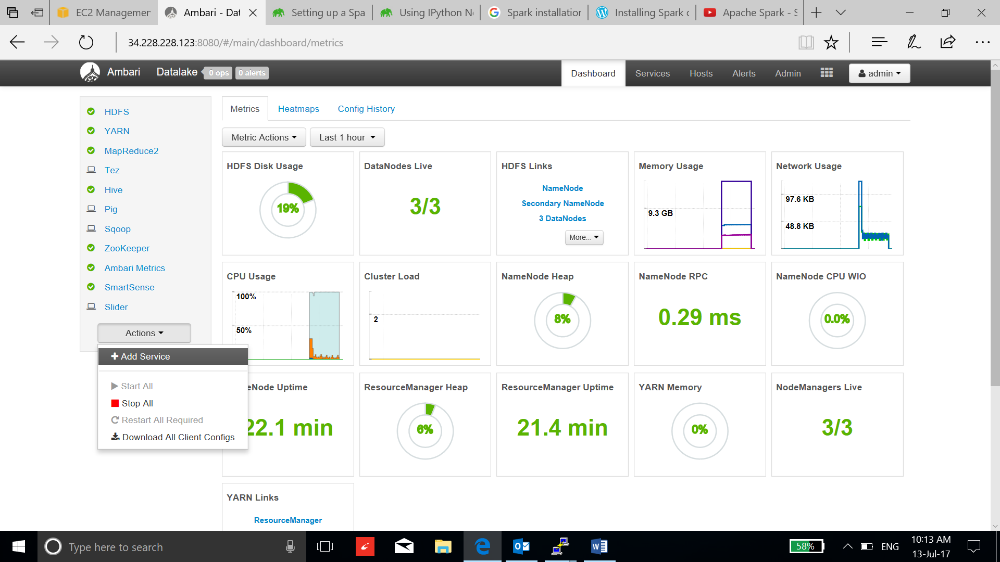 EC2 Managemen
Ambari - Dat
Setting up a Spa
Using IPython N
Spark installation
Installing Spark o
Apache Spark - S
34.228.228.123:8080/#/main/dashboard/metrics
Ambari Datalake 0 ops 0 alerts
Dashboard Services Hosts Alerts Admin admin
HDFS
YARN
MapReduce2
Tez
Hive
Pig
Sqoop
ZooKeeper
Ambari Metrics
SmartSense
Slider
Actions
Add Service
Start All
Stop All
Restart All Required
Download All Client Configs
Metrics Heatmaps Config History
Metric Actions Last 1 hour
HDFS Disk Usage
19%
DataNodes Live
3/3
HDFS Links
NameNode
Secondary NameNode
3 DataNodes
More...
Memory Usage
9.3 GB
Network Usage
97.6 KB
48.8 KB
CPU Usage
100%
50%
Cluster Load
2
NameNode Heap
8%
NameNode RPC
0.29 ms
NameNode CPU WIO
0.0%
eNode Uptime
22.1 min
ResourceManager Heap
6%
ResourceManager Uptime
21.4 min
YARN Memory
0%
NodeManagers Live
3/3
YARN Links
ResourceManager
Type here to search
58%
ENG
10:13 AM
13-Jul-17